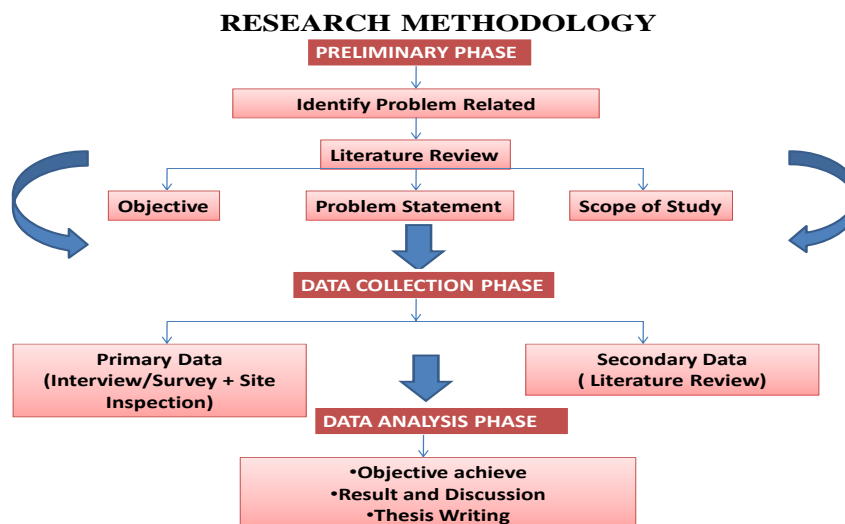 RESEARCH METHODOLOGY
PRELIMINARY PHASE
Identify Problem Related
Literature Review
Objective
Problem Statement
Scope of Study
DATA COLLECTION PHASE
Primary Data
(Interview/Survey + Site
Inspection)
Secondary Data
( Literature Review)
DATA ANALYSIS PHASE
•Objective achieve
•Result and Discussion
•Thesis Writing